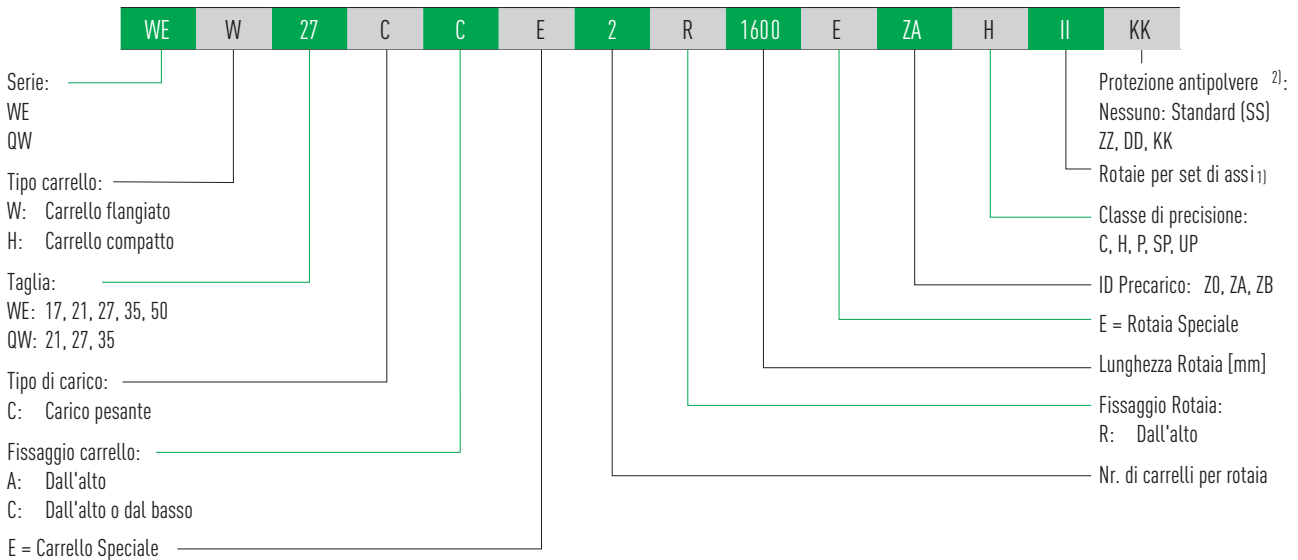 WE W 27 C C E 2 R 1600 E ZA H II KK
Serie:
WE
QW
Tipo carrello:
W: Carrello flangiato
H: Carrello compatto
Taglia:
WE: 17, 21, 27, 35, 50
QW: 21, 27, 35
Tipo di carico:
C: Carico pesante
Fissaggio carrello:
A: Dall'alto
C: Dall'alto o dal basso
E = Carrello Speciale
Protezione antipolvere 2):
Nessuno: Standard (SS)
ZZ, DD, KK
Rotaie per set di assi 1)
Classe di precisione:
C, H, P, SP, UP
ID Precarico: Z0, ZA, ZB
E = Rotaia Speciale
Lunghezza Rotaia [mm]
Fissaggio Rotaia:
R: Dall'alto
Nr. di carrelli per rotaia